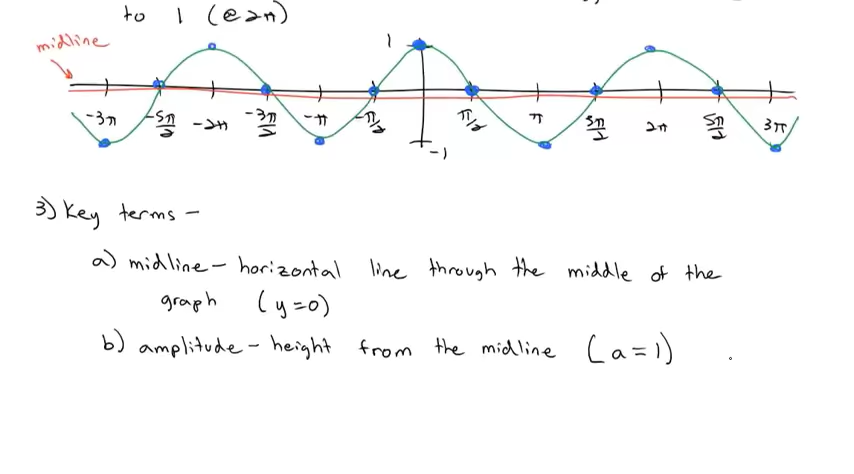 to 1 (@2π)
midline
1
-3π -5π/2 -2π -3π/2 -π -π/2 π/2 π 3π/2 2π 5π/2 3π
-1
3) Key terms -
a) midline - horizontal line through the middle of the
graph (y=0)
b) amplitude - height from the midline (a=1)